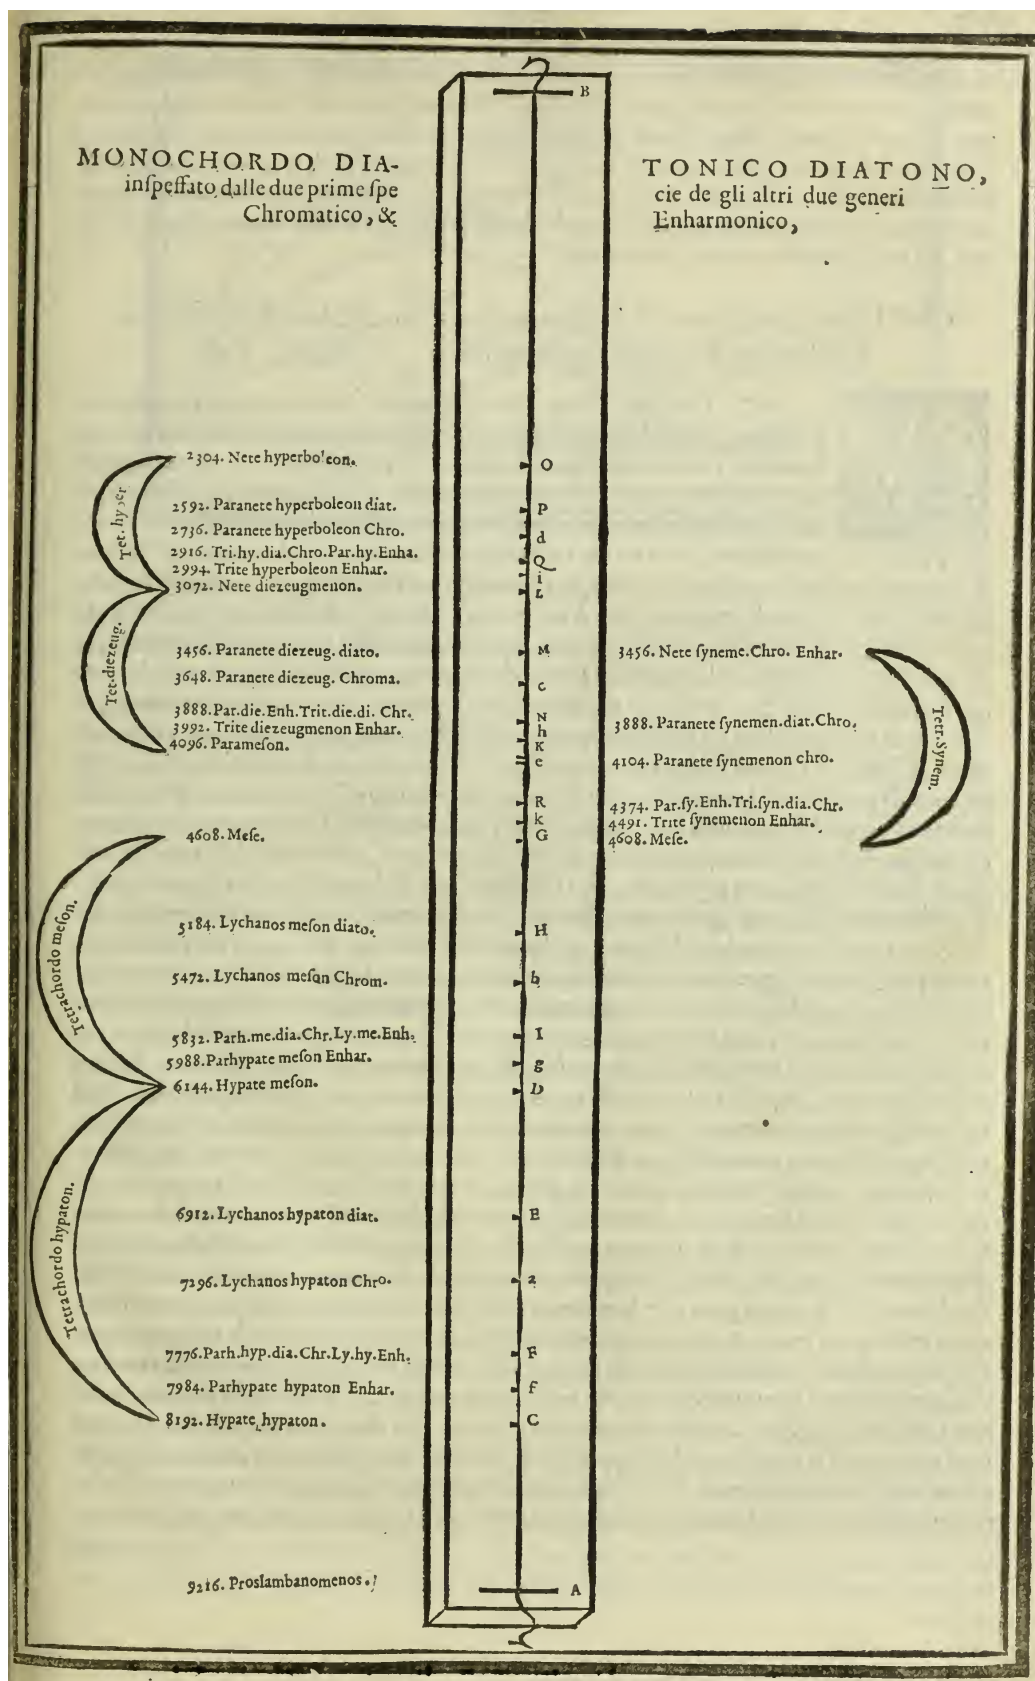 B
MONOCHORDO DIA-
inſpeſſato dalle due prime ſpe
Chromatico, &
TONICO DIATONO,
cie de gli altri due generi
Enharmonico,
2304. Nete hyperboleon.
O
2592. Paranete hyperboleon diat.
P
2736. Paranete hyperboleon Chro.
d
2916. Tri.hy.dia.Chro.Par.hy.Enha.
Q
2994. Trite hyperboleon Enhar.
i
3072. Nete diezeugmenon.
L
Tet. hyper
3456. Paranete diezeug. diato.
M
3456. Nete ſyneme. Chro. Enhar.
3648. Paranete diezeug. Chroma.
c
3888. Par.die.Enh.Trit.die.di. Chr.
N
3888. Paranete ſynemen.diat.Chro.
3992. Trite diezeugmenon Enhar.
h
4096. Parameſon.
K
Tet. diezeug.
e
4104. Paranete ſynemenon chro.
R
4374. Par.ſy.Enh.Tri.ſyn.dia.Chr.
k
4491. Trite ſynemenon Enhar.
4608. Meſe.
G
4608. Meſe.
Tetr. Synem.
5184. Lychanos meſon diato.
H
5472. Lychanos meſon Chrom.
b
5832. Parh.me.dia.Chr.Ly.me.Enh.
I
5988. Parhypate meſon Enhar.
g
6144. Hypate meſon.
D
Tetrachordo meſon.
6912. Lychanos hypaton diat.
E
7296. Lychanos hypaton Chro.
a
7776. Parh.hyp.dia.Chr.Ly.hy.Enh.
F
7984. Parhypate hypaton Enhar.
f
8192. Hypate hypaton.
C
Tetrachordo hypaton.
9216. Proslambanomenos.
A